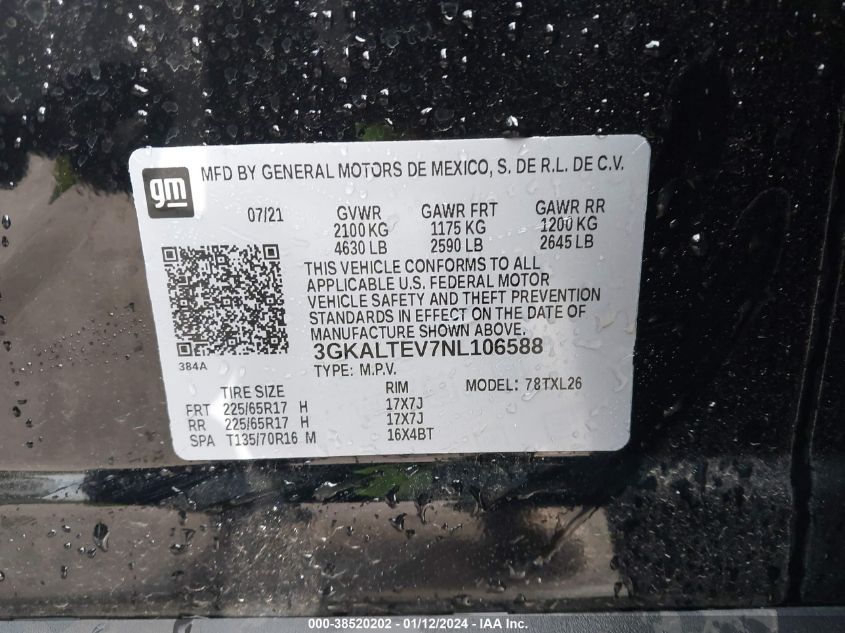 gm
MFD BY GENERAL MOTORS DE MEXICO, S. DE R.L. DE C.V.
07/21 GVWR GAWR FRT GAWR RR
2100 KG 1175 KG 1200 KG
4630 LB 2590 LB 2645 LB
THIS VEHICLE CONFORMS TO ALL
APPLICABLE U.S. FEDERAL MOTOR
VEHICLE SAFETY AND THEFT PREVENTION
STANDARDS IN EFFECT ON THE DATE OF
MANUFACTURE SHOWN ABOVE.
3GKALTEV7NL106588
384A
TYPE: M.P.V.
TIRE SIZE RIM MODEL: 78TXL26
FRT 225/65R17 H 17X7J
RR 225/65R17 H 17X7J
SPA T135/70R16 M 16X4BT
000-38520202 - 01/12/2024 - IAA Inc.